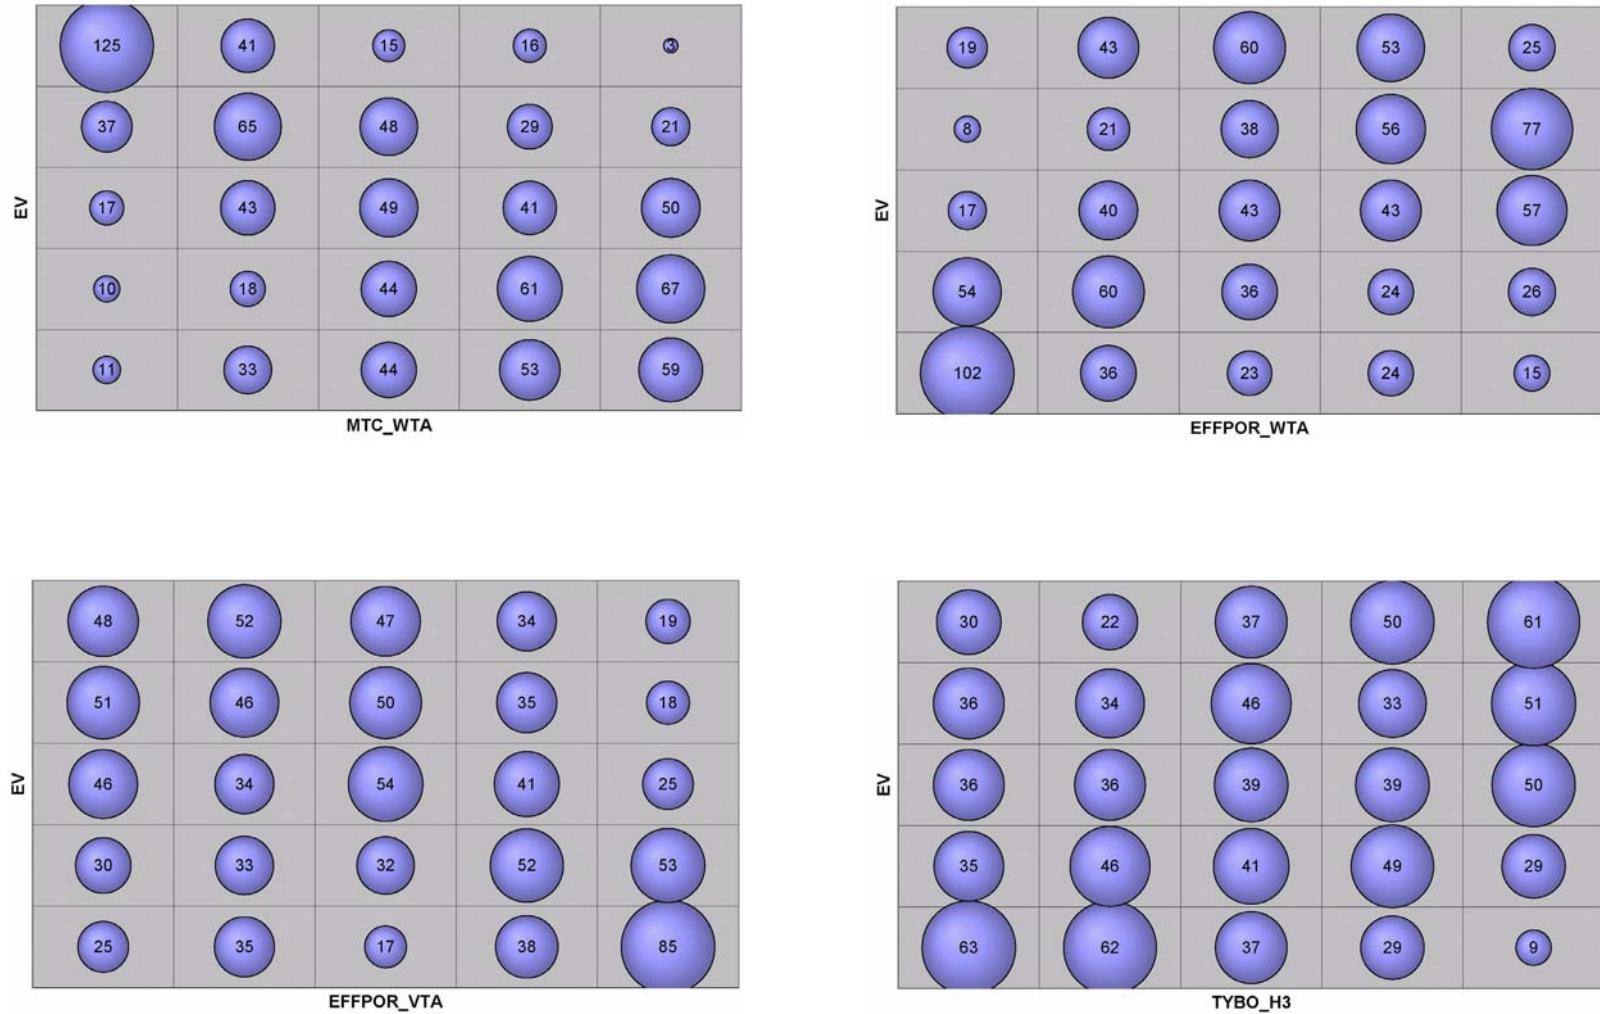 125 41 15 16 3
37 65 48 29 21
EV
17 43 49 41 50
10 18 44 61 67
11 33 44 53 59
MTC_WTA
19 43 60 53 25
8 21 38 56 77
EV
17 40 43 43 57
54 60 36 24 26
102 36 23 24 15
EFFPOR_WTA
48 52 47 34 19
51 46 50 35 18
EV
46 34 54 41 25
30 33 32 52 53
25 35 17 38 85
EFFPOR_VTA
30 22 37 50 61
36 34 46 33 51
EV
36 36 39 39 50
35 46 41 49 29
63 62 37 29 9
TYBO_H3